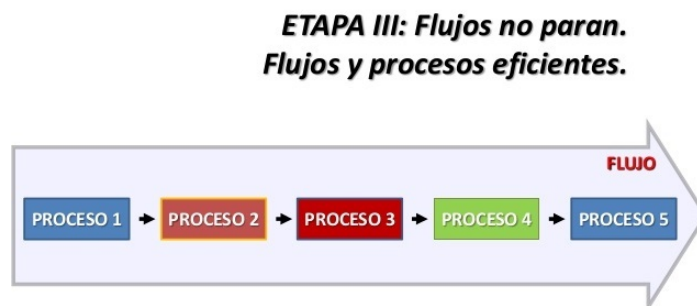 ETAPA III: Flujos no paran.
Flujos y procesos eficientes.
FLUJO
PROCESO 1
PROCESO 2
PROCESO 3
PROCESO 4
PROCESO 5